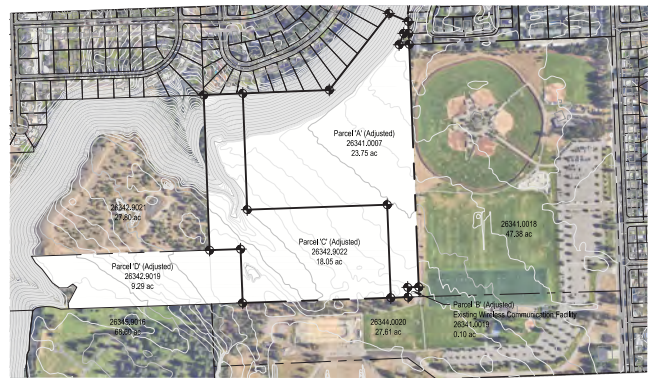 Parcel 'A' (Adjusted)
26341.0007
23.75 ac
26342.9021
27.80 ac
26341.0018
47.38 ac
Parcel 'C' (Adjusted)
26342.9022
18.05 ac
Parcel 'D' (Adjusted)
26342.9019
9.29 ac
Parcel 'B' (Adjusted)
Existing Wireless Communication Facility
26341.0019
0.10 ac
26344.0020
27.61 ac